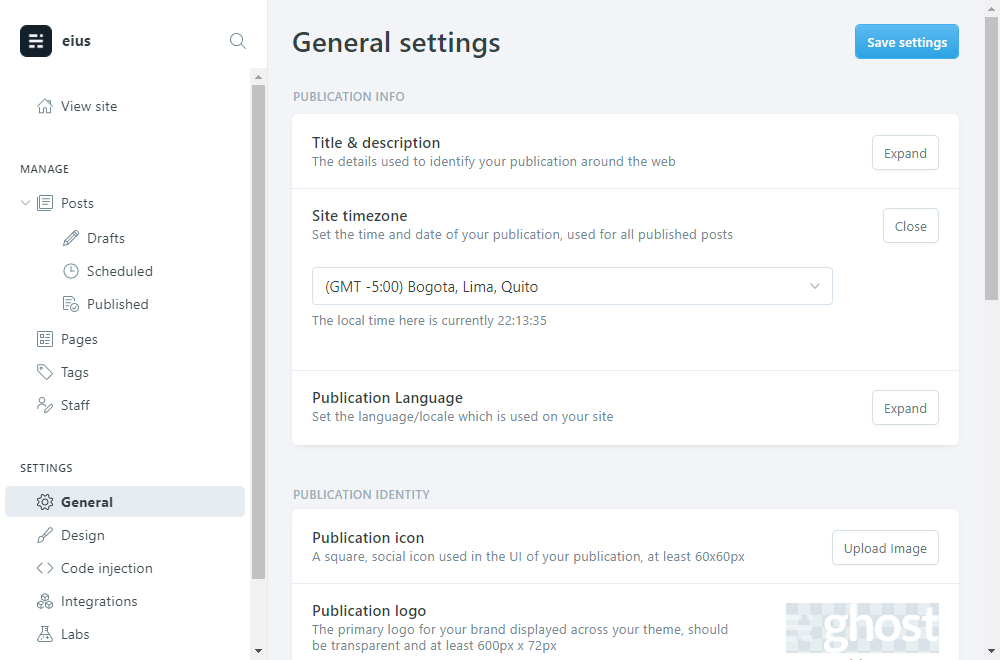 eius
View site
MANAGE
Posts
Drafts
Scheduled
Published
Pages
Tags
Staff
SETTINGS
General
Design
Code injection
Integrations
Labs
General settings
Save settings
PUBLICATION INFO
Title & description
The details used to identify your publication around the web
Expand
Site timezone
Set the time and date of your publication, used for all published posts
Close
(GMT -5:00) Bogota, Lima, Quito
The local time here is currently 22:13:35
Publication Language
Set the language/locale which is used on your site
Expand
PUBLICATION IDENTITY
Publication icon
A square, social icon used in the UI of your publication, at least 60x60px
Upload Image
Publication logo
The primary logo for your brand displayed across your theme, should
be transparent and at least 600px x 72px
ghost